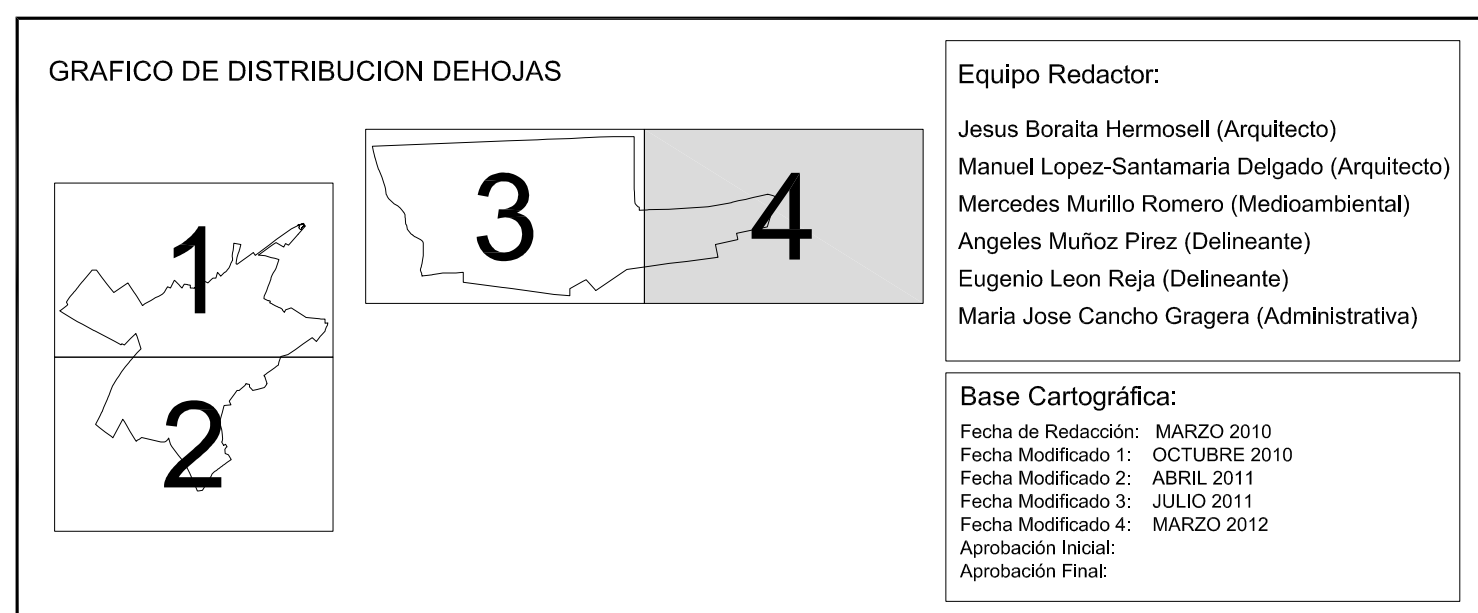 GRAFICO DE DISTRIBUCION DEHOJAS
1
2
3
4
Equipo Redactor:
Jesus Boraita Hermosell (Arquitecto)
Manuel Lopez-Santamaria Delgado (Arquitecto)
Mercedes Murillo Romero (Medioambiental)
Angeles Muñoz Pirez (Delineante)
Eugenio Leon Reja (Delineante)
Maria Jose Cancho Gragera (Administrativa)
Base Cartográfica:
Fecha de Redacción: MARZO 2010
Fecha Modificado 1: OCTUBRE 2010
Fecha Modificado 2: ABRIL 2011
Fecha Modificado 3: JULIO 2011
Fecha Modificado 4: MARZO 2012
Aprobación Inicial:
Aprobación Final: